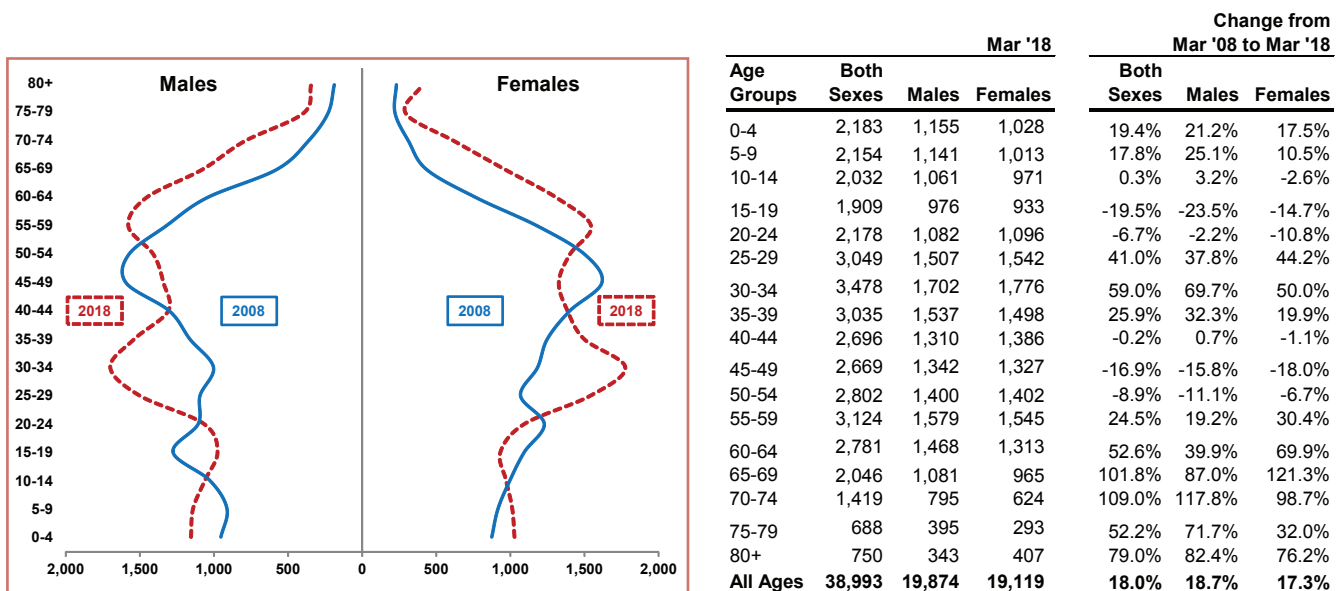 Males Females
80+
75-79
70-74
65-69
60-64
55-59
50-54
45-49
40-44
35-39
30-34
25-29
20-24
15-19
10-14
5-9
0-4
2018 2008 2008 2018
2,000 1,500 1,000 500 0 500 1,000 1,500 2,000
Change from
Mar '18 Mar '08 to Mar '18
Age Both Both
Groups Sexes Males Females Sexes Males Females
0-4 2,183 1,155 1,028 19.4% 21.2% 17.5%
5-9 2,154 1,141 1,013 17.8% 25.1% 10.5%
10-14 2,032 1,061 971 0.3% 3.2% -2.6%
15-19 1,909 976 933 -19.5% -23.5% -14.7%
20-24 2,178 1,082 1,096 -6.7% -2.2% -10.8%
25-29 3,049 1,507 1,542 41.0% 37.8% 44.2%
30-34 3,478 1,702 1,776 59.0% 69.7% 50.0%
35-39 3,035 1,537 1,498 25.9% 32.3% 19.9%
40-44 2,696 1,310 1,386 -0.2% 0.7% -1.1%
45-49 2,669 1,342 1,327 -16.9% -15.8% -18.0%
50-54 2,802 1,400 1,402 -8.9% -11.1% -6.7%
55-59 3,124 1,579 1,545 24.5% 19.2% 30.4%
60-64 2,781 1,468 1,313 52.6% 39.9% 69.9%
65-69 2,046 1,081 965 101.8% 87.0% 121.3%
70-74 1,419 795 624 109.0% 117.8% 98.7%
75-79 688 395 293 52.2% 71.7% 32.0%
80+ 750 343 407 79.0% 82.4% 76.2%
All Ages 38,993 19,874 19,119 18.0% 18.7% 17.3%